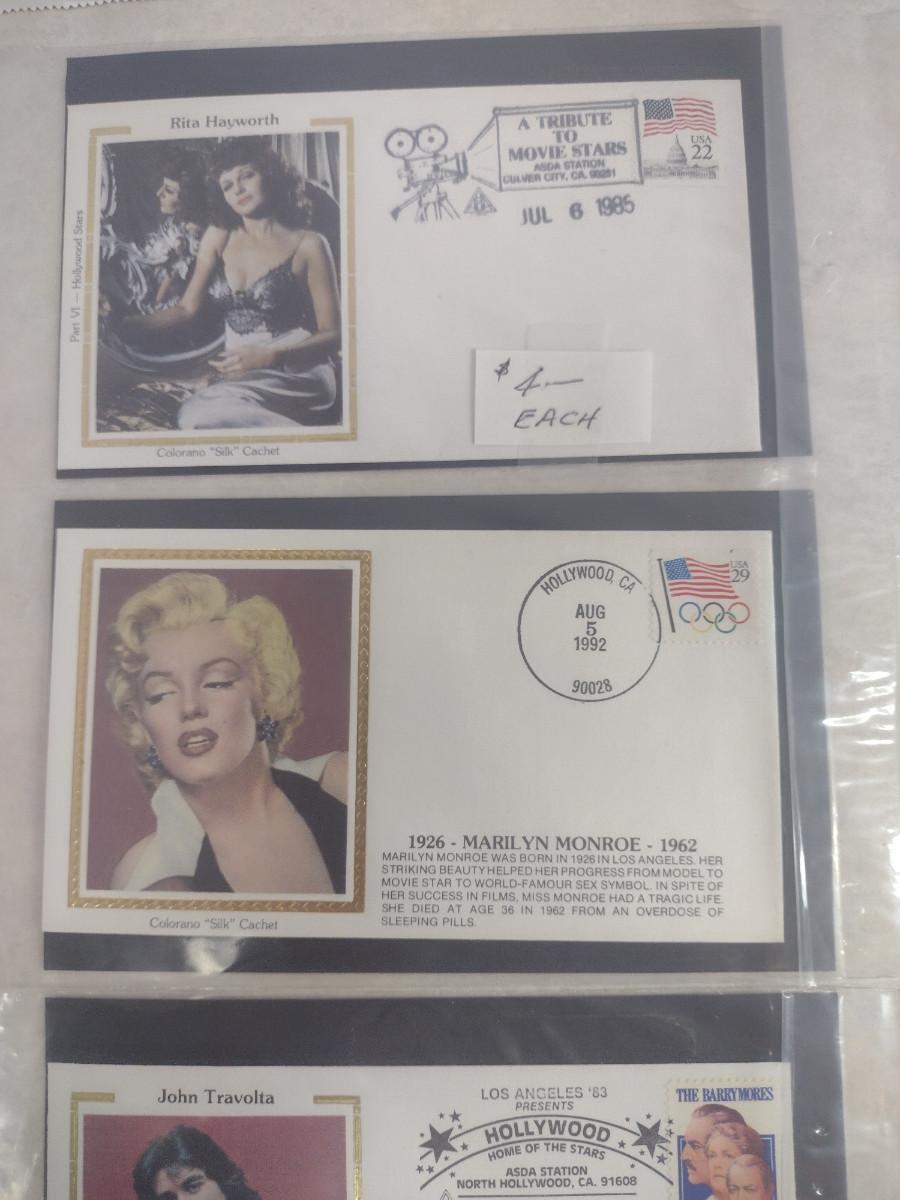 Rita Hayworth
Part VI — Hollywood Stars
Colorano "Silk" Cachet
A TRIBUTE
TO
MOVIE STARS
ASDA STATION
CULVER CITY, CA. 90231
JUL 6 1985
USA
22
$4.—
EACH
HOLLYWOOD, CA
AUG
5
1992
90028
USA
29
1926 - MARILYN MONROE - 1962
MARILYN MONROE WAS BORN IN 1926 IN LOS ANGELES. HER
STRIKING BEAUTY HELPED HER PROGRESS FROM MODEL TO
MOVIE STAR TO WORLD-FAMOUR SEX SYMBOL. IN SPITE OF
HER SUCCESS IN FILMS, MISS MONROE HAD A TRAGIC LIFE.
SHE DIED AT AGE 36 IN 1962 FROM AN OVERDOSE OF
SLEEPING PILLS.
Colorano "Silk" Cachet
John Travolta
LOS ANGELES '83
PRESENTS
HOLLYWOOD
HOME OF THE STARS
ASDA STATION
NORTH HOLLYWOOD, CA. 91608
THE BARRYMORES